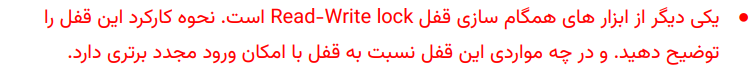 • یکی دیگر از ابزار های همگام سازی قفل Read-Write lock است. نحوه کارکرد این قفل را
توضیح دهید. و در چه مواردی این قفل نسبت به قفل با امکان ورود مجدد برتری دارد.